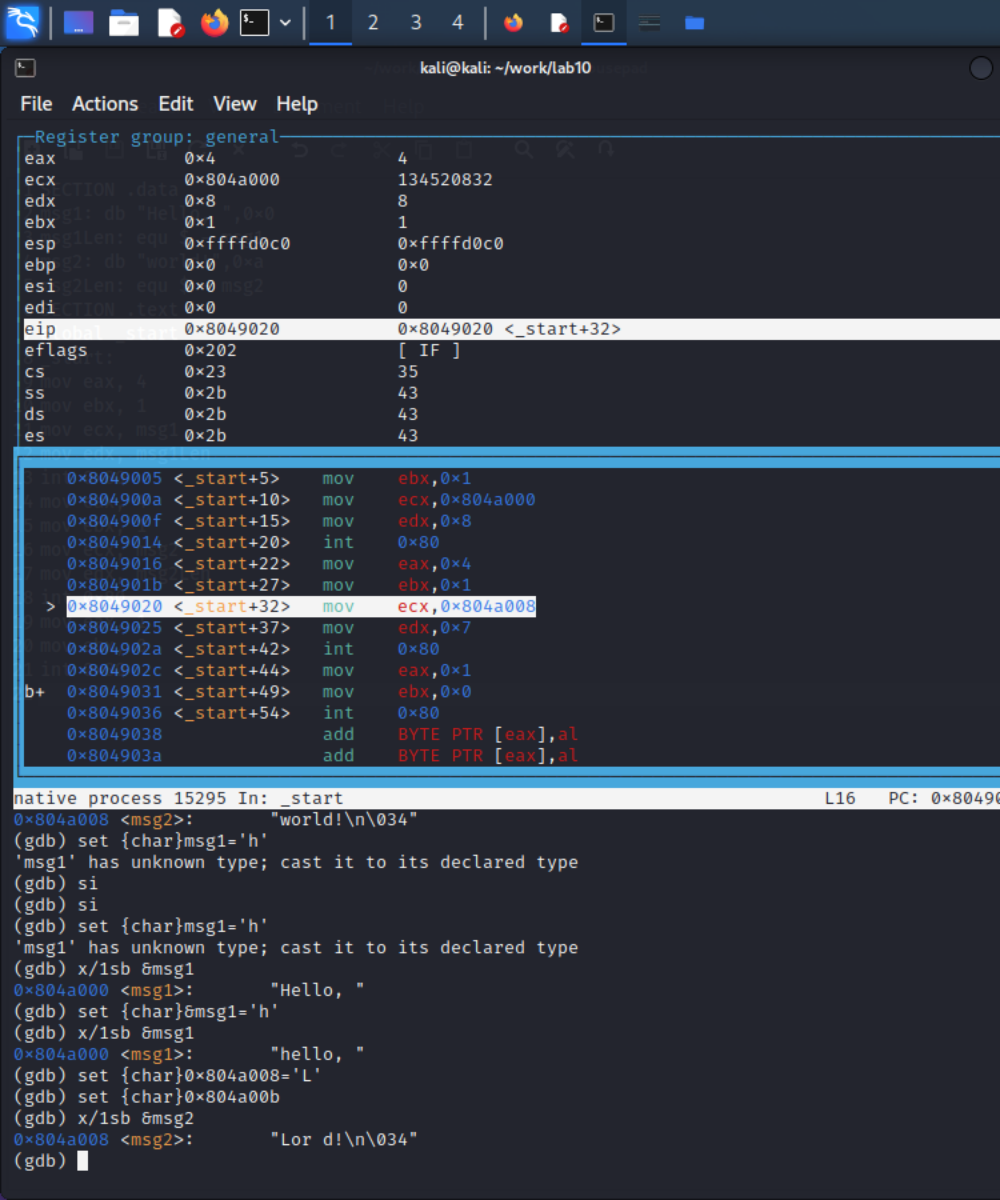 1 2 3 4
kali@kali: ~/work/lab10
File Actions Edit View Help
Register group: general
eax 0×4 4
ecx 0×804a000 134520832
edx 0×8 8
ebx 0×1 1
esp 0×ffffd0c0 0×ffffd0c0
ebp 0×0 0×0
esi 0×0 0
edi 0×0 0
eip 0×8049020 0×8049020 <_start+32>
eflags 0×202 [ IF ]
cs 0×23 35
ss 0×2b 43
ds 0×2b 43
es 0×2b 43
0×8049005 <_start+5> mov ebx,0×1
0×804900a <_start+10> mov ecx,0×804a000
0×804900f <_start+15> mov edx,0×8
0×8049014 <_start+20> int 0×80
0×8049016 <_start+22> mov eax,0×4
0×804901b <_start+27> mov ebx,0×1
> 0×8049020 <_start+32> mov ecx,0×804a008
0×8049025 <_start+37> mov edx,0×7
0×804902a <_start+42> int 0×80
0×804902c <_start+44> mov eax,0×1
b+ 0×8049031 <_start+49> mov ebx,0×0
0×8049036 <_start+54> int 0×80
0×8049038 add BYTE PTR [eax],al
0×804903a add BYTE PTR [eax],al
native process 15295 In: _start L16 PC: 0×80490
0×804a008 <msg2>: "world!\n\034"
(gdb) set {char}msg1='h'
'msg1' has unknown type; cast it to its declared type
(gdb) si
(gdb) si
(gdb) set {char}msg1='h'
'msg1' has unknown type; cast it to its declared type
(gdb) x/1sb &msg1
0×804a000 <msg1>: "Hello, "
(gdb) set {char}&msg1='h'
(gdb) x/1sb &msg1
0×804a000 <msg1>: "hello, "
(gdb) set {char}0×804a008='L'
(gdb) set {char}0×804a00b
(gdb) x/1sb &msg2
0×804a008 <msg2>: "Lor d!\n\034"
(gdb)